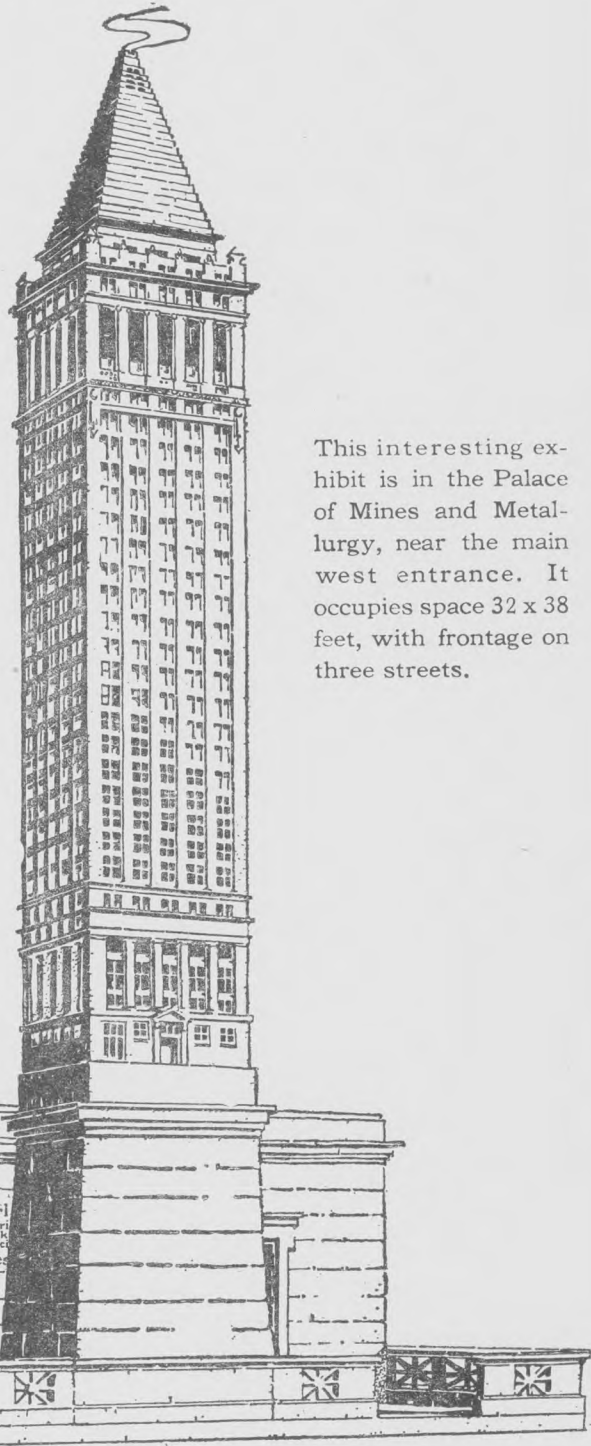 This interesting ex-
hibit is in the Palace
of Mines and Metal-
lurgy, near the main
west entrance. It
occupies space 32 x 38
feet, with frontage on
three streets.